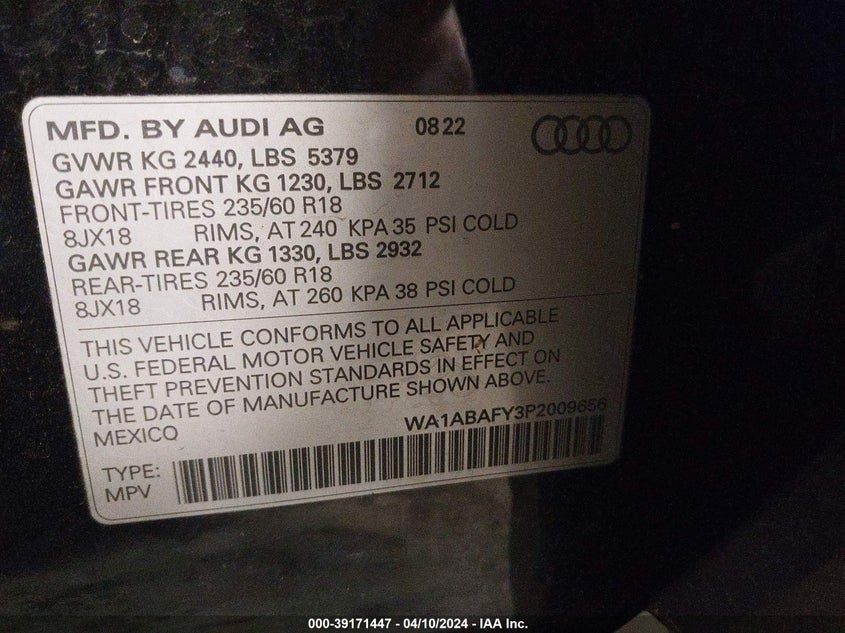 MFD. BY AUDI AG 08 22
GVWR KG 2440, LBS 5379
GAWR FRONT KG 1230, LBS 2712
FRONT-TIRES 235/60 R18
8JX18 RIMS, AT 240 KPA 35 PSI COLD
GAWR REAR KG 1330, LBS 2932
REAR-TIRES 235/60 R18
8JX18 RIMS, AT 260 KPA 38 PSI COLD
THIS VEHICLE CONFORMS TO ALL APPLICABLE
U.S. FEDERAL MOTOR VEHICLE SAFETY AND
THEFT PREVENTION STANDARDS IN EFFECT ON
THE DATE OF MANUFACTURE SHOWN ABOVE.
MEXICO WA1ABAFY3P2009656
TYPE:
MPV
000-39171447 - 04/10/2024 - IAA Inc.